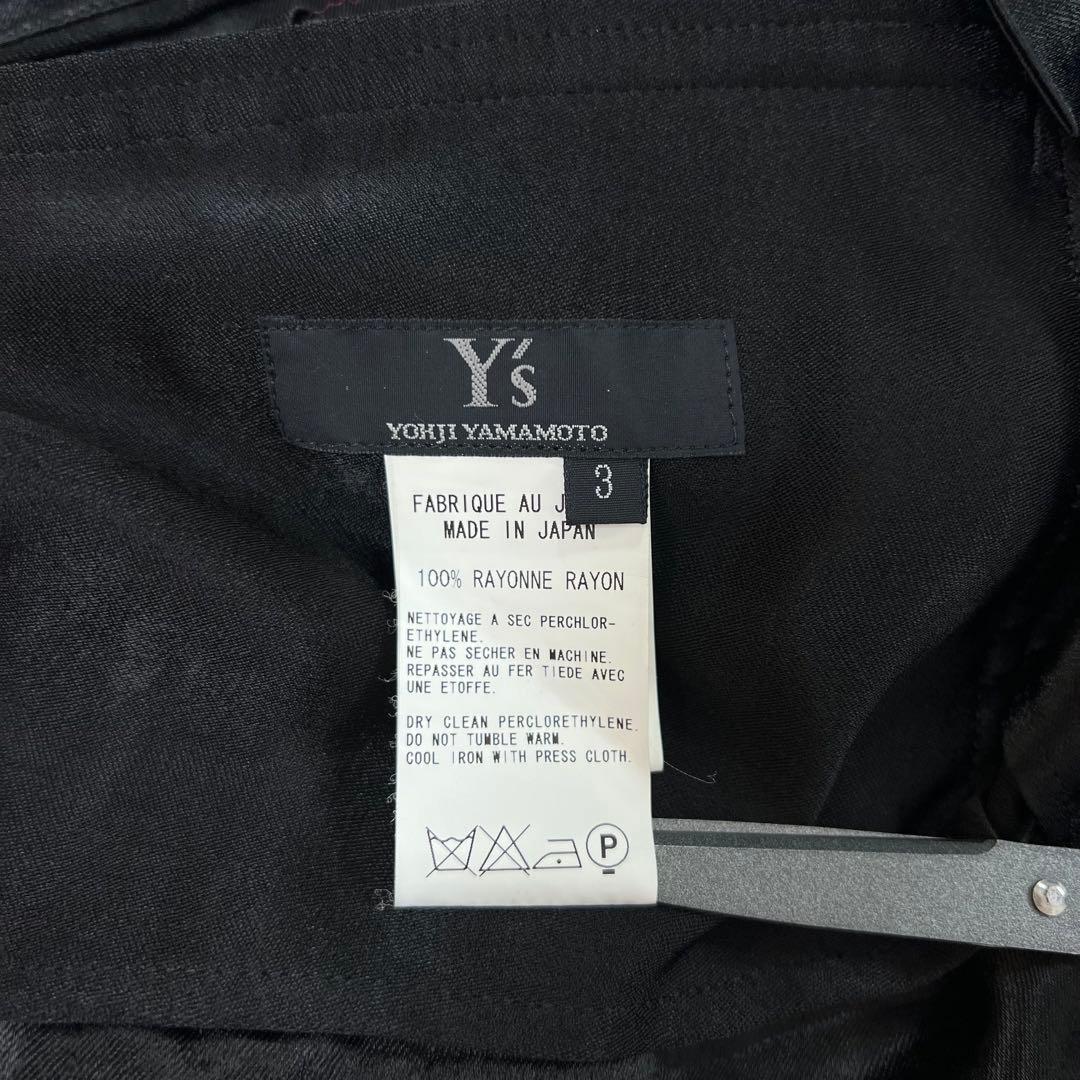 Y's
YOHJI YAMAMOTO
3
FABRIQUE AU J
MADE IN JAPAN
100% RAYONNE RAYON
NETTOYAGE A SEC PERCHLOR-
ETHYLENE.
NE PAS SECHER EN MACHINE.
REPASSER AU FER TIEDE AVEC
UNE ETOFFE.
DRY CLEAN PERCLORETHYLENE.
DO NOT TUMBLE WARM.
COOL IRON WITH PRESS CLOTH.
P